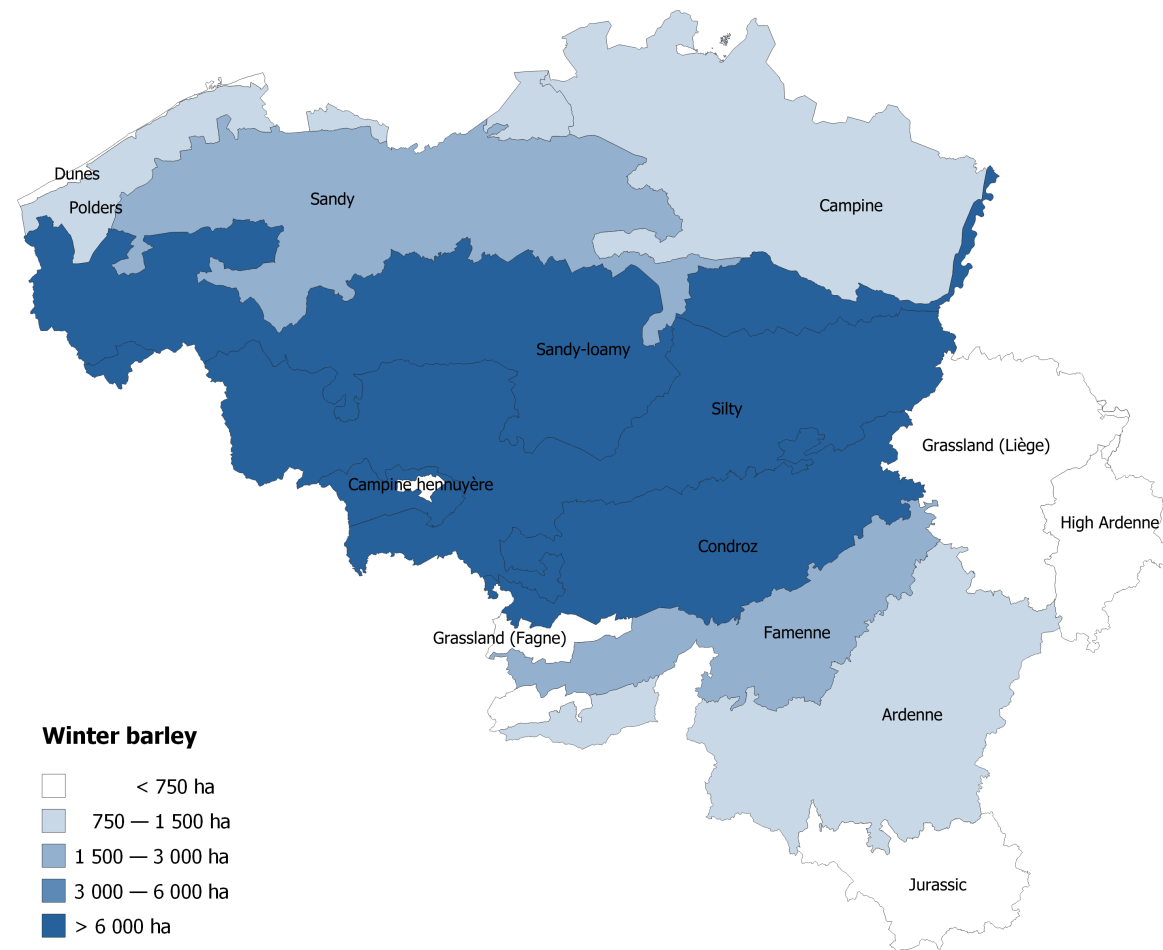 Dunes
Polders
Sandy
Campine
Sandy-loamy
Silty
Grassland (Liège)
Campine hennuyère
High Ardenne
Condroz
Famenne
Grassland (Fagne)
Ardenne
Jurassic
Winter barley
< 750 ha
750 — 1 500 ha
1 500 — 3 000 ha
3 000 — 6 000 ha
> 6 000 ha